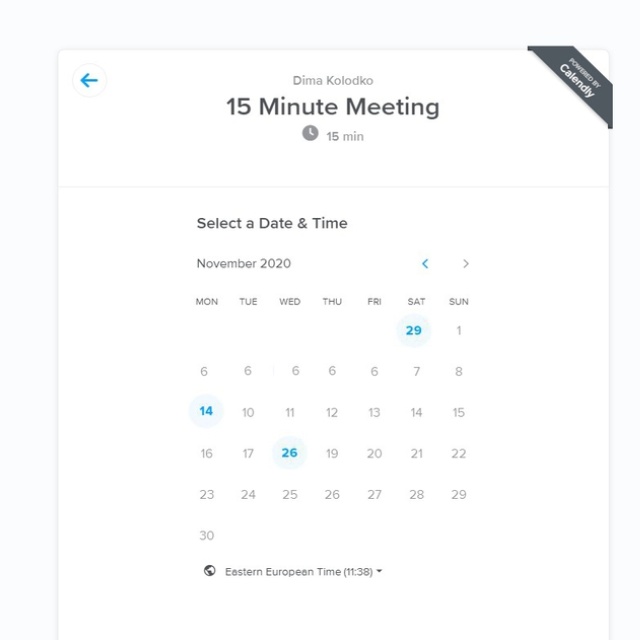 Dima Kolodko
POWERED BY
Calendly
15 Minute Meeting
15 min
Select a Date & Time
November 2020
MON TUE WED THU FRI SAT SUN
29 1
6 6 6 6 6 7 8
14 10 11 12 13 14 15
16 17 26 19 20 21 22
23 24 25 26 27 28 29
30
Eastern European Time (11:38)